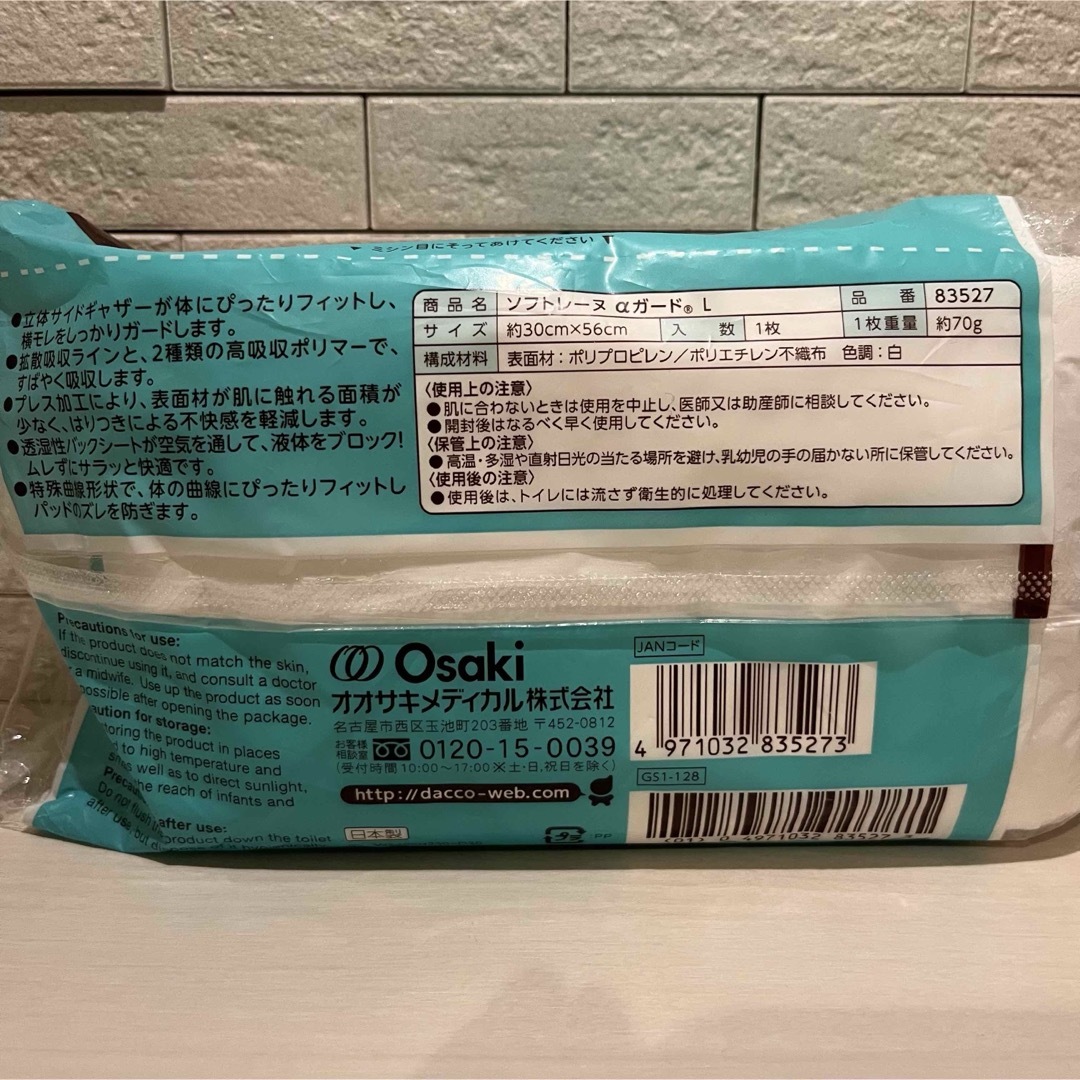 ミシン目にそってあけてください
●立体サイドギャザーが体にぴったりフィットし、
横モレをしっかりガードします。
●拡散吸収ラインと、2種類の高吸収ポリマーで、
すばやく吸収します。
●プレス加工により、表面材が肌に触れる面積が
少なく、はりつきによる不快感を軽減します。
●透湿性バックシートが空気を通して、液体をブロック!
ムレずにサラッと快適です。
●特殊曲線形状で、体の曲線にぴったりフィットし
パッドのズレを防ぎます。
商品名 ソフトレーヌ αガード® L 品番 83527
サイズ 約30cm×56cm 入数 1枚 1枚重量 約70g
構成材料 表面材:ポリプロピレン/ポリエチレン不織布 色調:白
〈使用上の注意〉
●肌に合わないときは使用を中止し、医師又は助産師に相談してください。
●開封後はなるべく早く使用してください。
〈保管上の注意〉
●高温・多湿や直射日光の当たる場所を避け、乳幼児の手の届かない所に保管してください。
〈使用後の注意〉
●使用後は、トイレには流さず衛生的に処理してください。
Precautions for use:
If the product does not match the skin,
discontinue using it, and consult a doctor
a midwife. Use up the product as soon
possible after opening the package.
for storage:
the product in places
to high temperature and
well as to direct sunlight,
the reach of infants and
after use:
Do not flush product down the toilet
after use, but
Osaki
オオサキメディカル株式会社
名古屋市西区玉池町203番地 〒452-0812
お客様
相談室 0120-15-0039
(受付時間10:00〜17:00※土・日、祝日を除く)
http://dacco-web.com
日本製
プラ PP
JANコード
4 971032 835273
GS1-128
(01) 0 4971032 83527